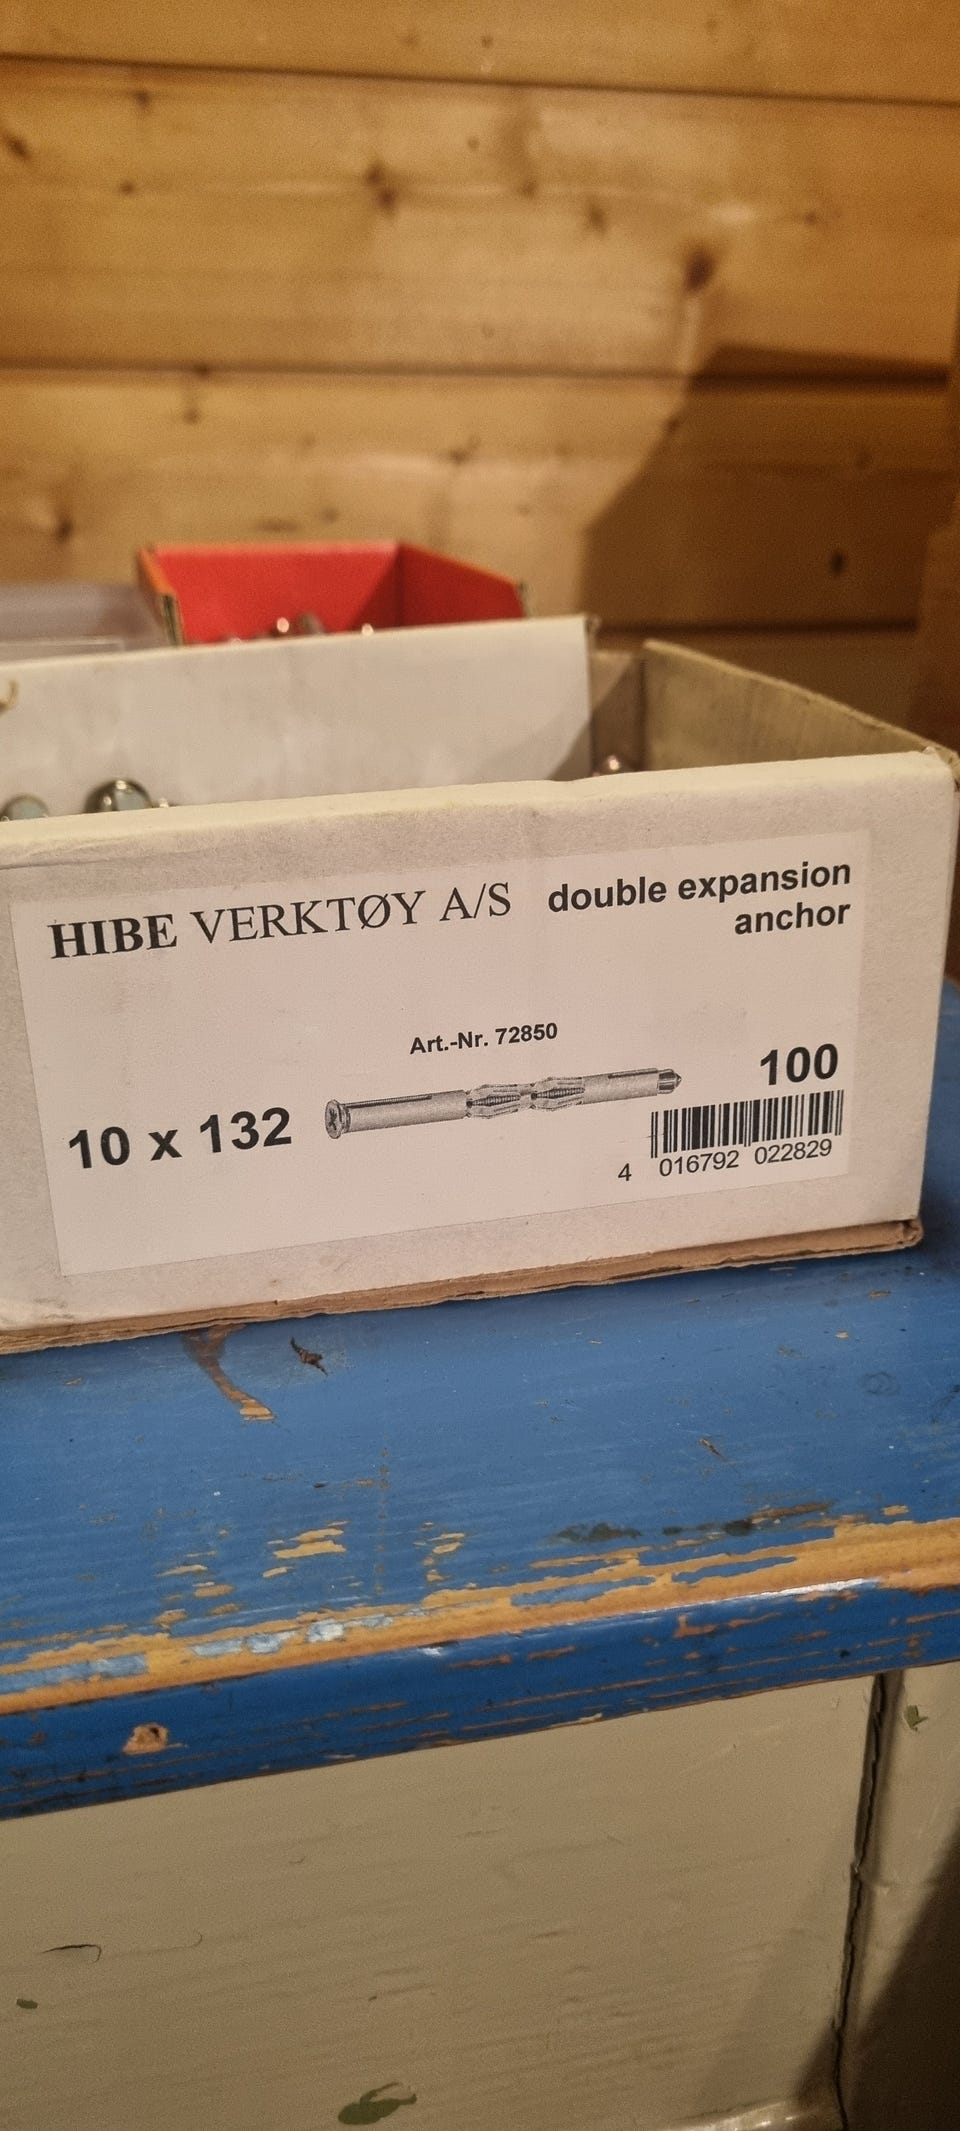 HIBE VERKTØY A/S
double expansion
anchor
Art.-Nr. 72850
10 x 132
100
4 016792 022829